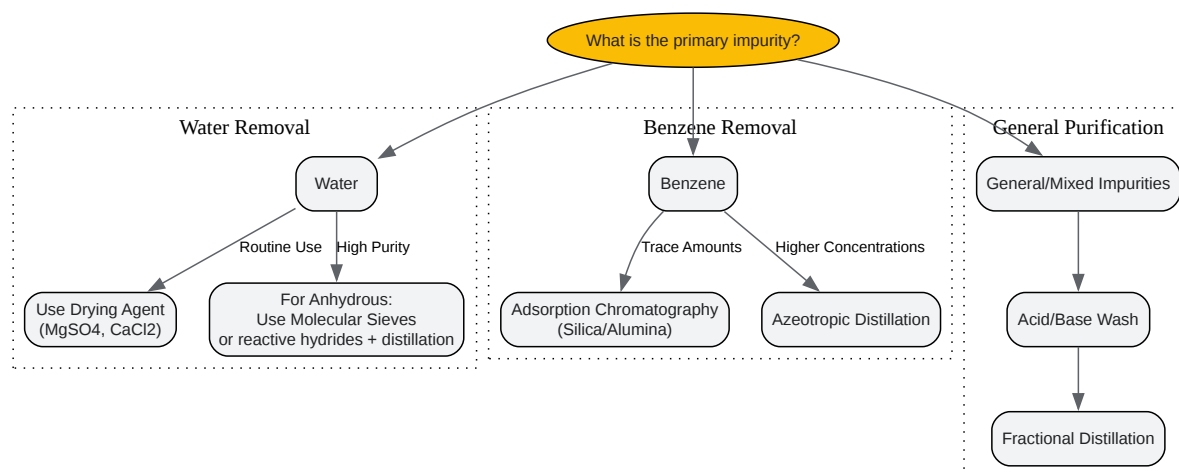 What is the primary impurity?
Water Removal
Benzene Removal
General Purification
Water
Benzene
General/Mixed Impurities
Routine Use
High Purity
Trace Amounts
Higher Concentrations
Use Drying Agent
(MgSO4, CaCl2)
For Anhydrous:
Use Molecular Sieves
or reactive hydrides + distillation
Adsorption Chromatography
(Silica/Alumina)
Azeotropic Distillation
Acid/Base Wash
Fractional Distillation